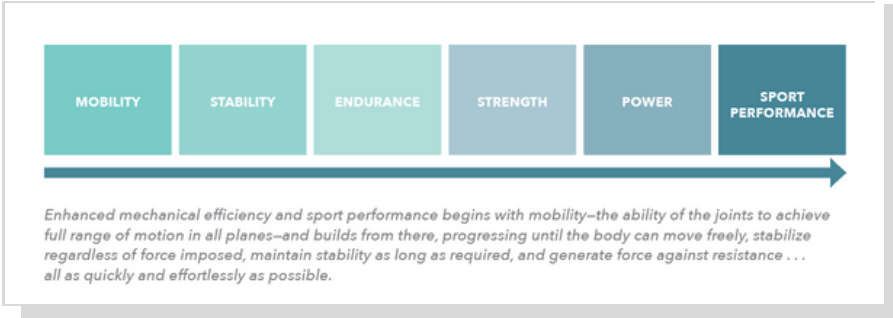 MOBILITY
STABILITY
ENDURANCE
STRENGTH
POWER
SPORT
PERFORMANCE
Enhanced mechanical efficiency and sport performance begins with mobility—the ability of the joints to achieve
full range of motion in all planes—and builds from there, progressing until the body can move freely, stabilize
regardless of force imposed, maintain stability as long as required, and generate force against resistance . . .
all as quickly and effortlessly as possible.